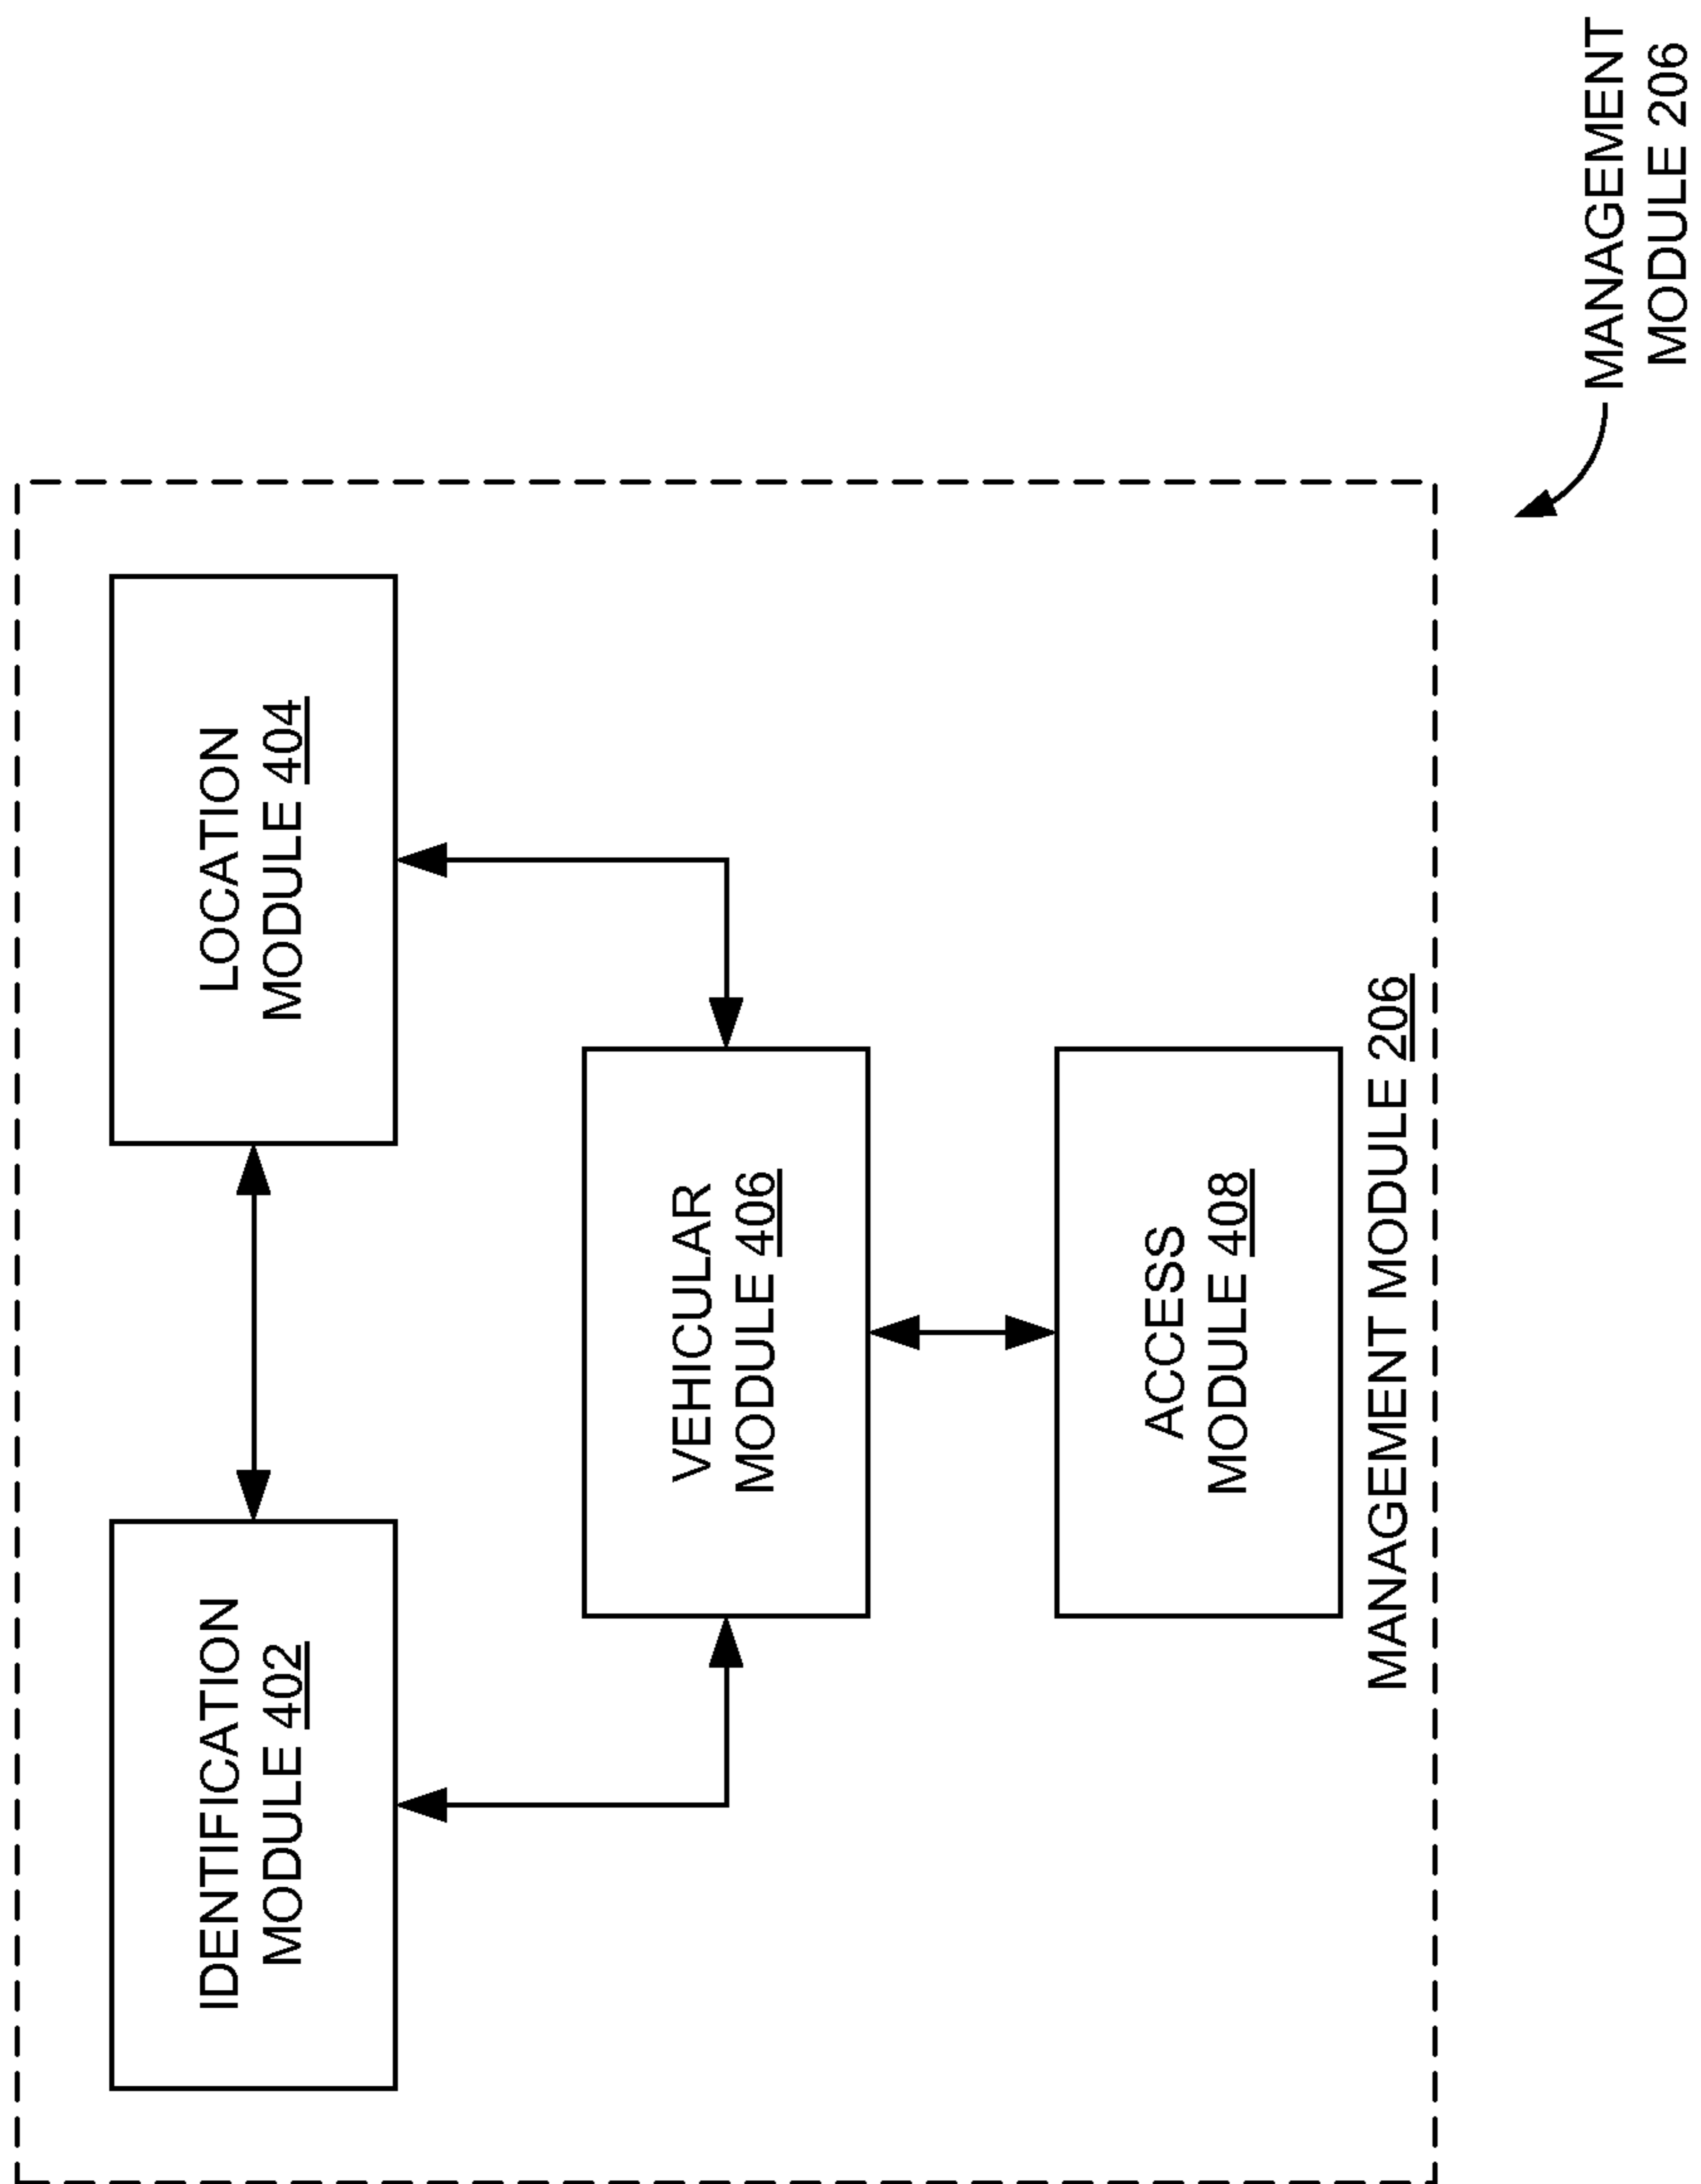 IDENTIFICATION
MODULE 402
LOCATION
MODULE 404
VEHICULAR
MODULE 406
ACCESS
MODULE 408
MANAGEMENT MODULE 206
MANAGEMENT
MODULE 206